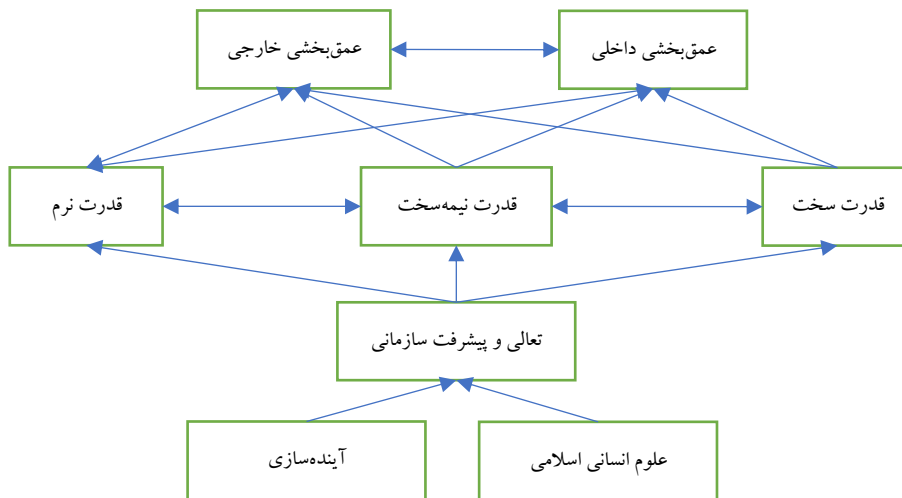 عمق‌بخشی داخلی
عمق‌بخشی خارجی
قدرت سخت
قدرت نیمه‌سخت
قدرت نرم
تعالی و پیشرفت سازمانی
علوم انسانی اسلامی
آینده‌سازی